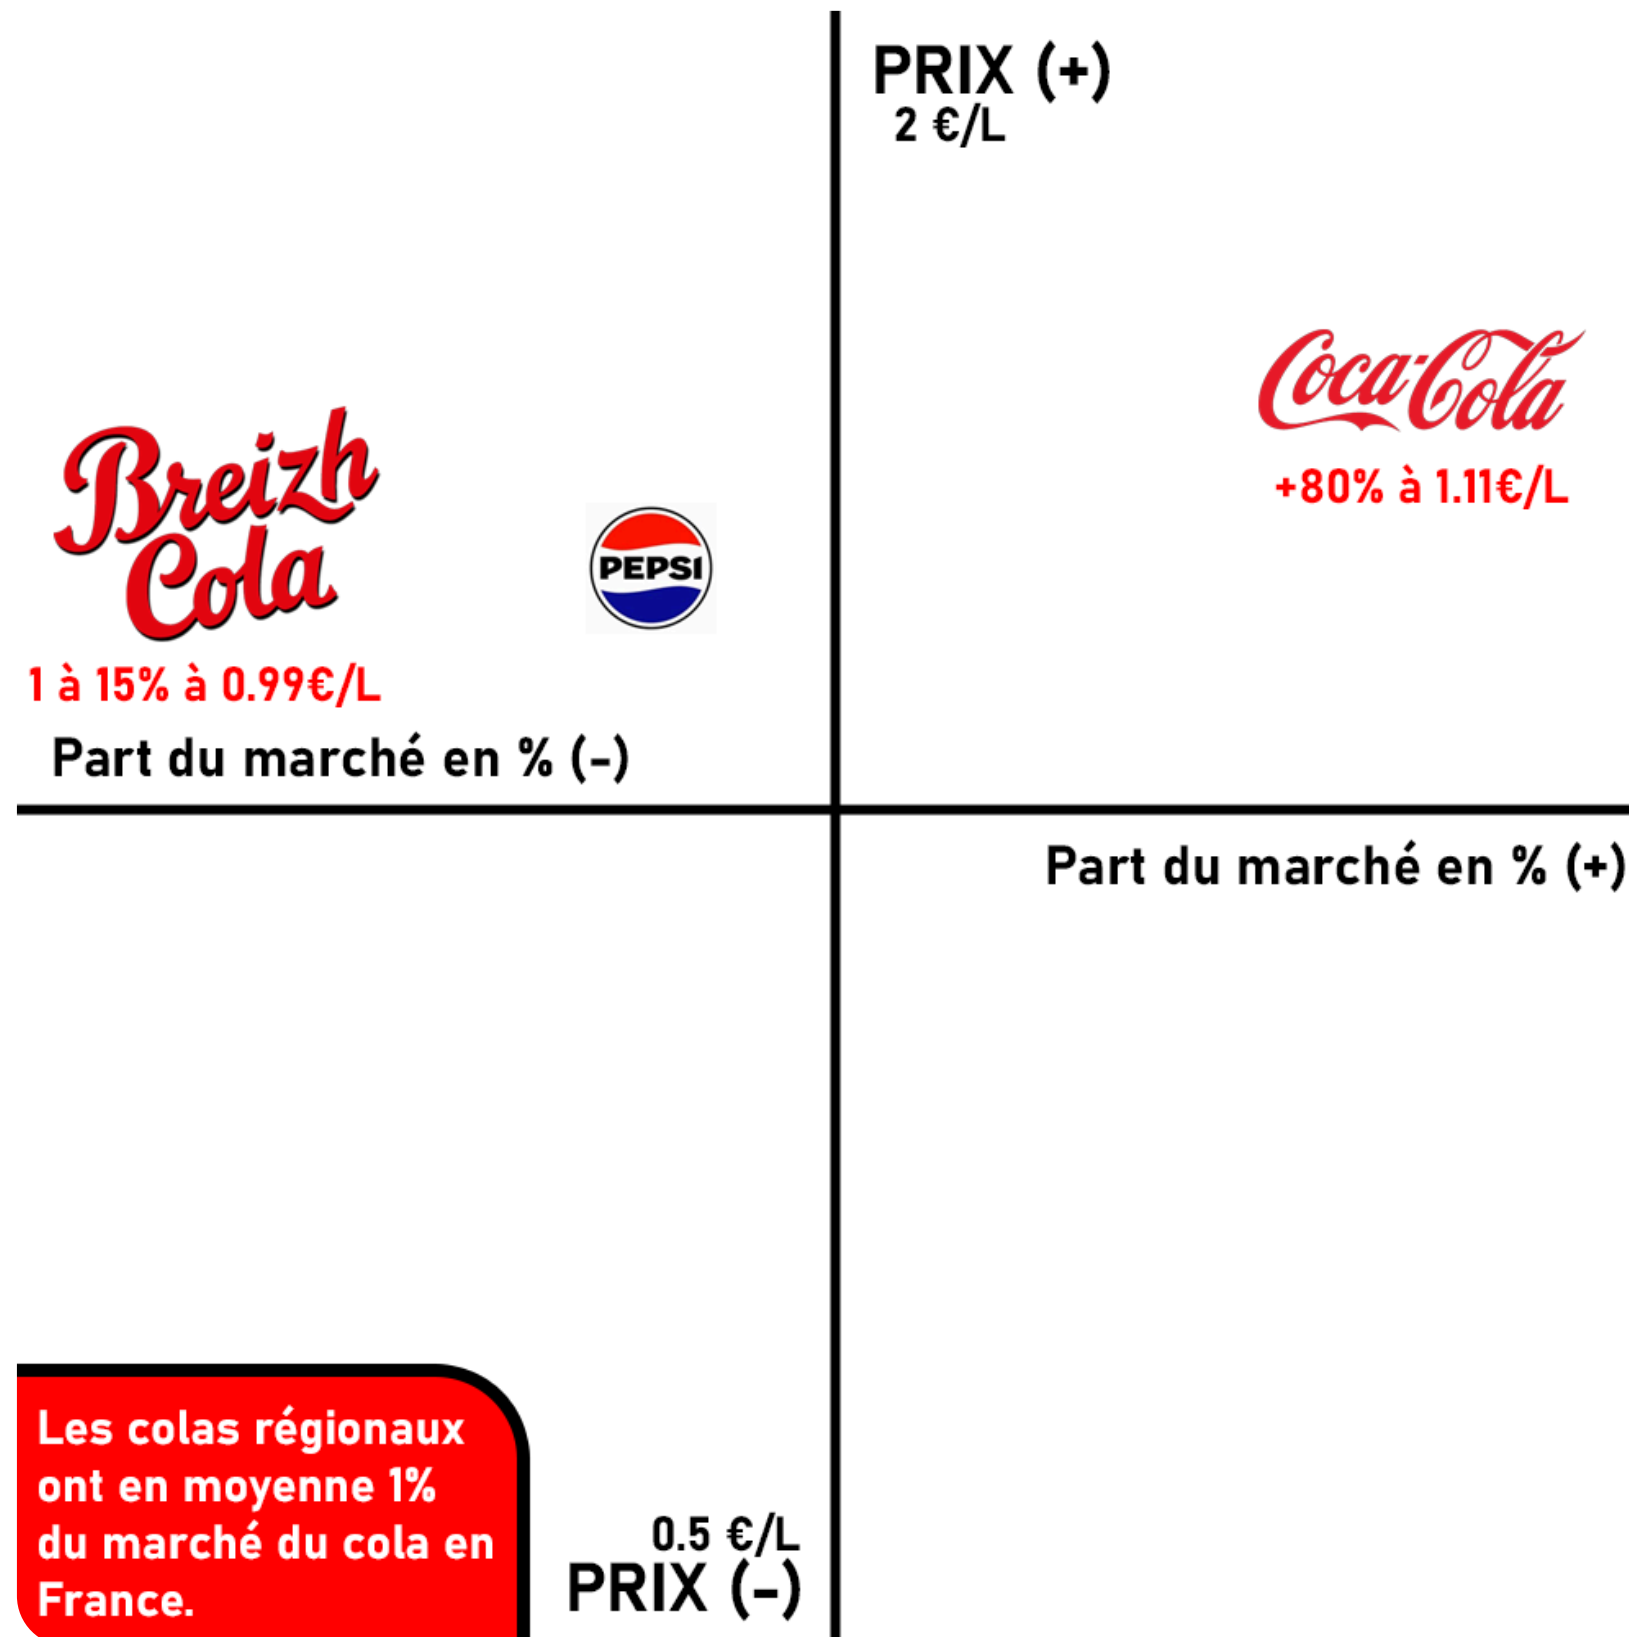 PRIX (+)
2 €/L
Coca-Cola
+80% à 1.11€/L
Breizh
Cola
PEPSI
1 à 15% à 0.99€/L
Part du marché en % (-)
Part du marché en % (+)
Les colas régionaux
ont en moyenne 1%
du marché du cola en
France.
0.5 €/L
PRIX (-)